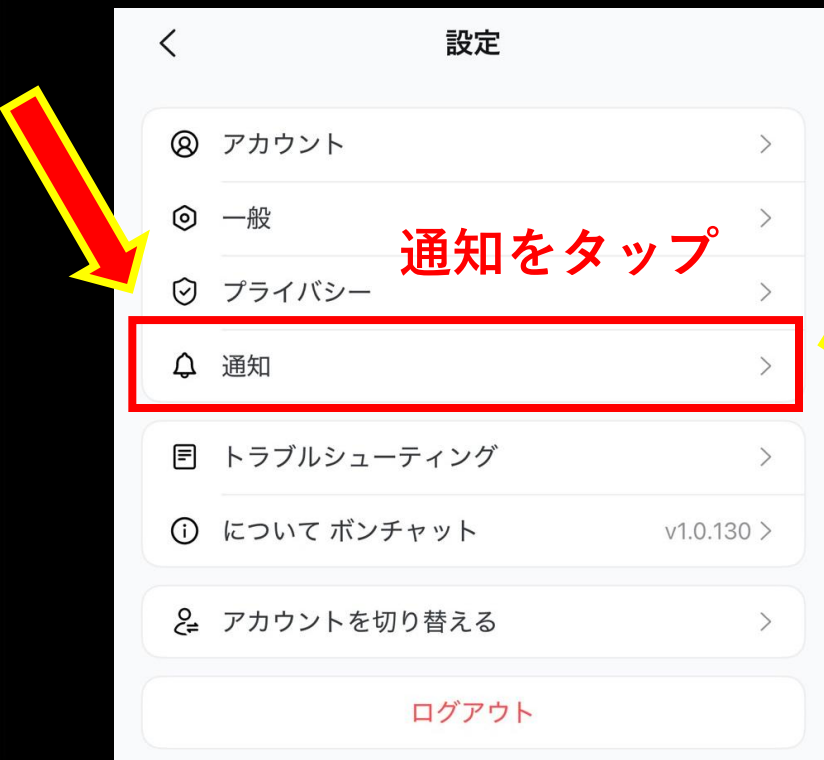 設定
アカウント
一般
通知をタップ
プライバシー
通知
トラブルシューティング
について ボンチャット v1.0.130
アカウントを切り替える
ログアウト